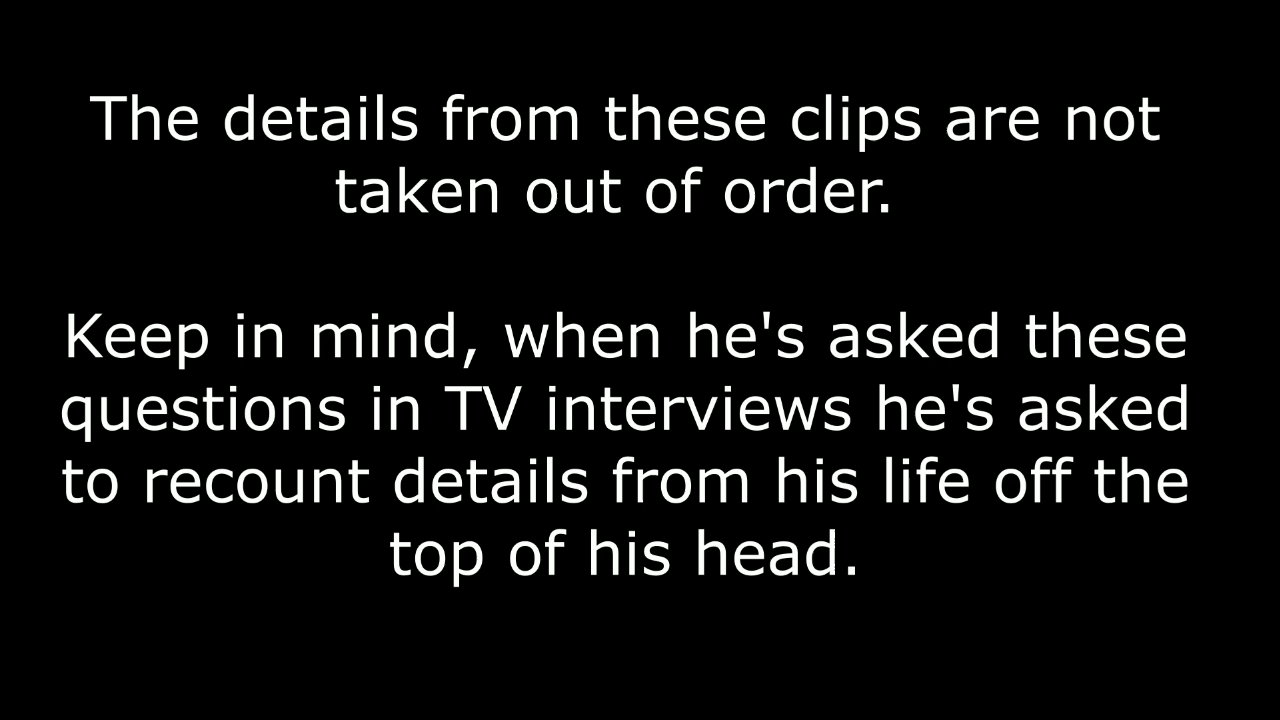 The details from these clips are not
taken out of order.
Keep in mind, when he's asked these
questions in TV interviews he's asked
to recount details from his life off the
top of his head.